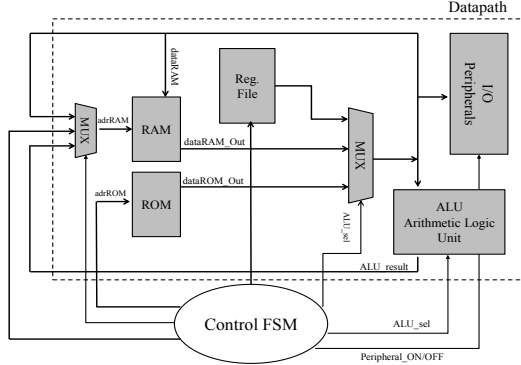 Datapath
dataRAM
Reg.
File
I/O
Peripherals
MUX
adrRAM
RAM
dataRAM_Out
MUX
adrROM
ROM
dataROM_Out
ALU_sel
ALU
Arithmetic Logic
Unit
ALU_result
Control FSM
ALU_sel
Peripheral_ON/OFF